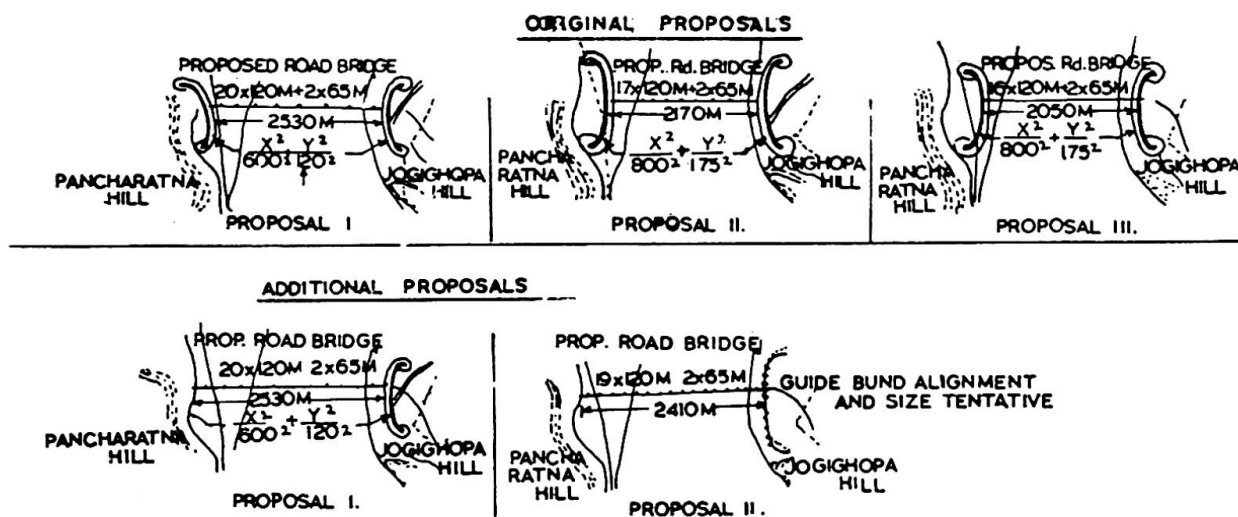 ORIGINAL PROPOSALS
PROPOSED ROAD BRIDGE
20x120M+2x65M
2530M
X² Y²
600² 120²
PANCHARATNA
HILL
JOGIGHOPA
HILL
PROPOSAL I
PROP. Rd. BRIDGE
17x120M+2x65M
2170M
X² + Y²
800² 175²
PANCHA
RATNA
HILL
JOGIGHOPA
HILL
PROPOSAL II.
PROPOS. Rd. BRIDGE
16x120M+2x65M
2050M
X² + Y²
800² 175²
PANCHA
RATNA
HILL
JOGIGHOPA
HILL
PROPOSAL III.
ADDITIONAL PROPOSALS
PROP. ROAD BRIDGE
20x120M 2x65M
2530M
X² + Y²
600² 120²
PANCHARATNA
HILL
JOGIGHOPA
HILL
PROPOSAL I.
PROP. ROAD BRIDGE
19x120M 2x65M
2410M
GUIDE BUND ALIGNMENT
AND SIZE TENTATIVE
PANCHA
RATNA
HILL
JOGIGHOPA
HILL
PROPOSAL II.